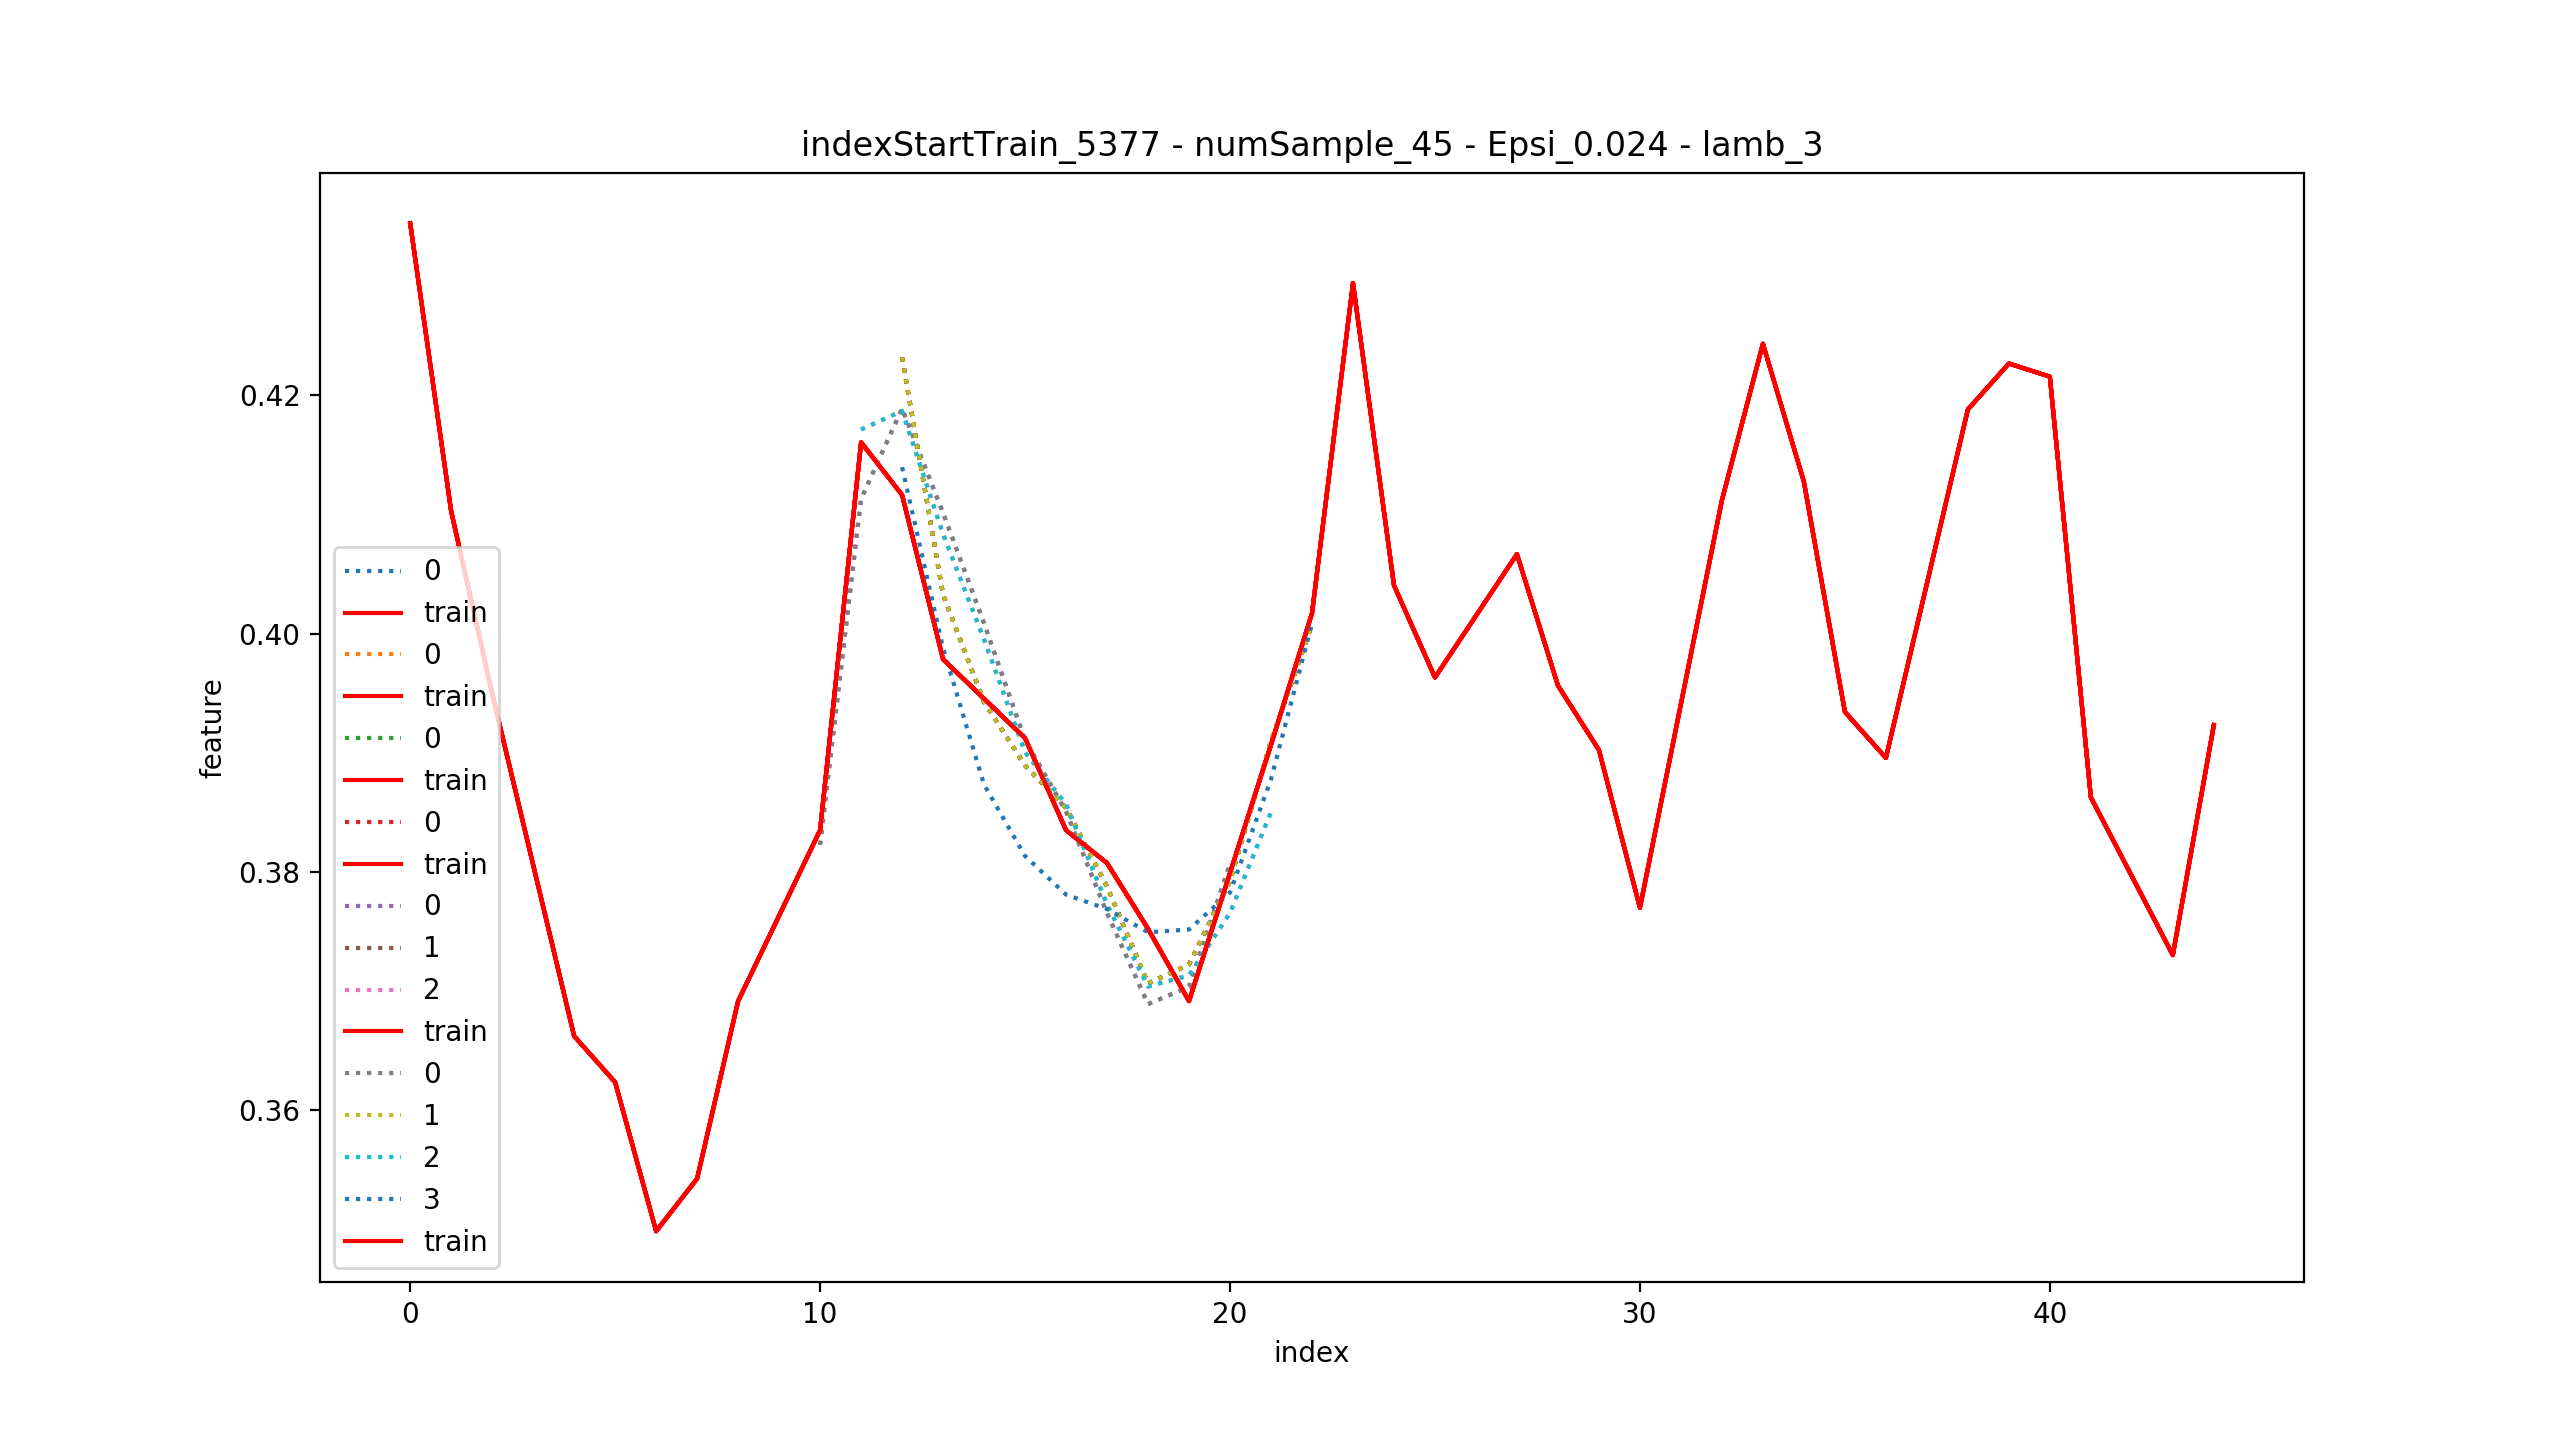 indexStartTrain_5377 - numSample_45 - Epsi_0.024 - lamb_3
feature
0.42
0.40
0.38
0.36
0
train
0
train
0
train
0
train
0
1
2
train
0
1
2
3
train
0 10 20 30 40
index